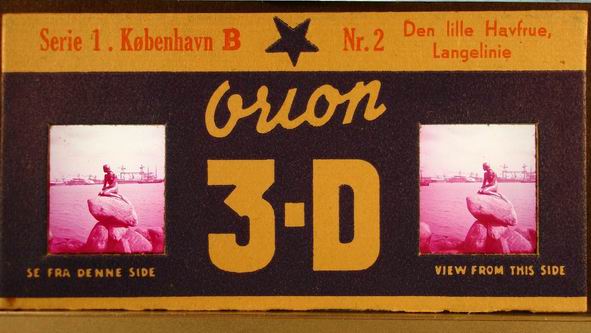 Serie 1. København B
Nr. 2
Den lille Havfrue,
Langelinie
Orion
3-D
SE FRA DENNE SIDE
VIEW FROM THIS SIDE